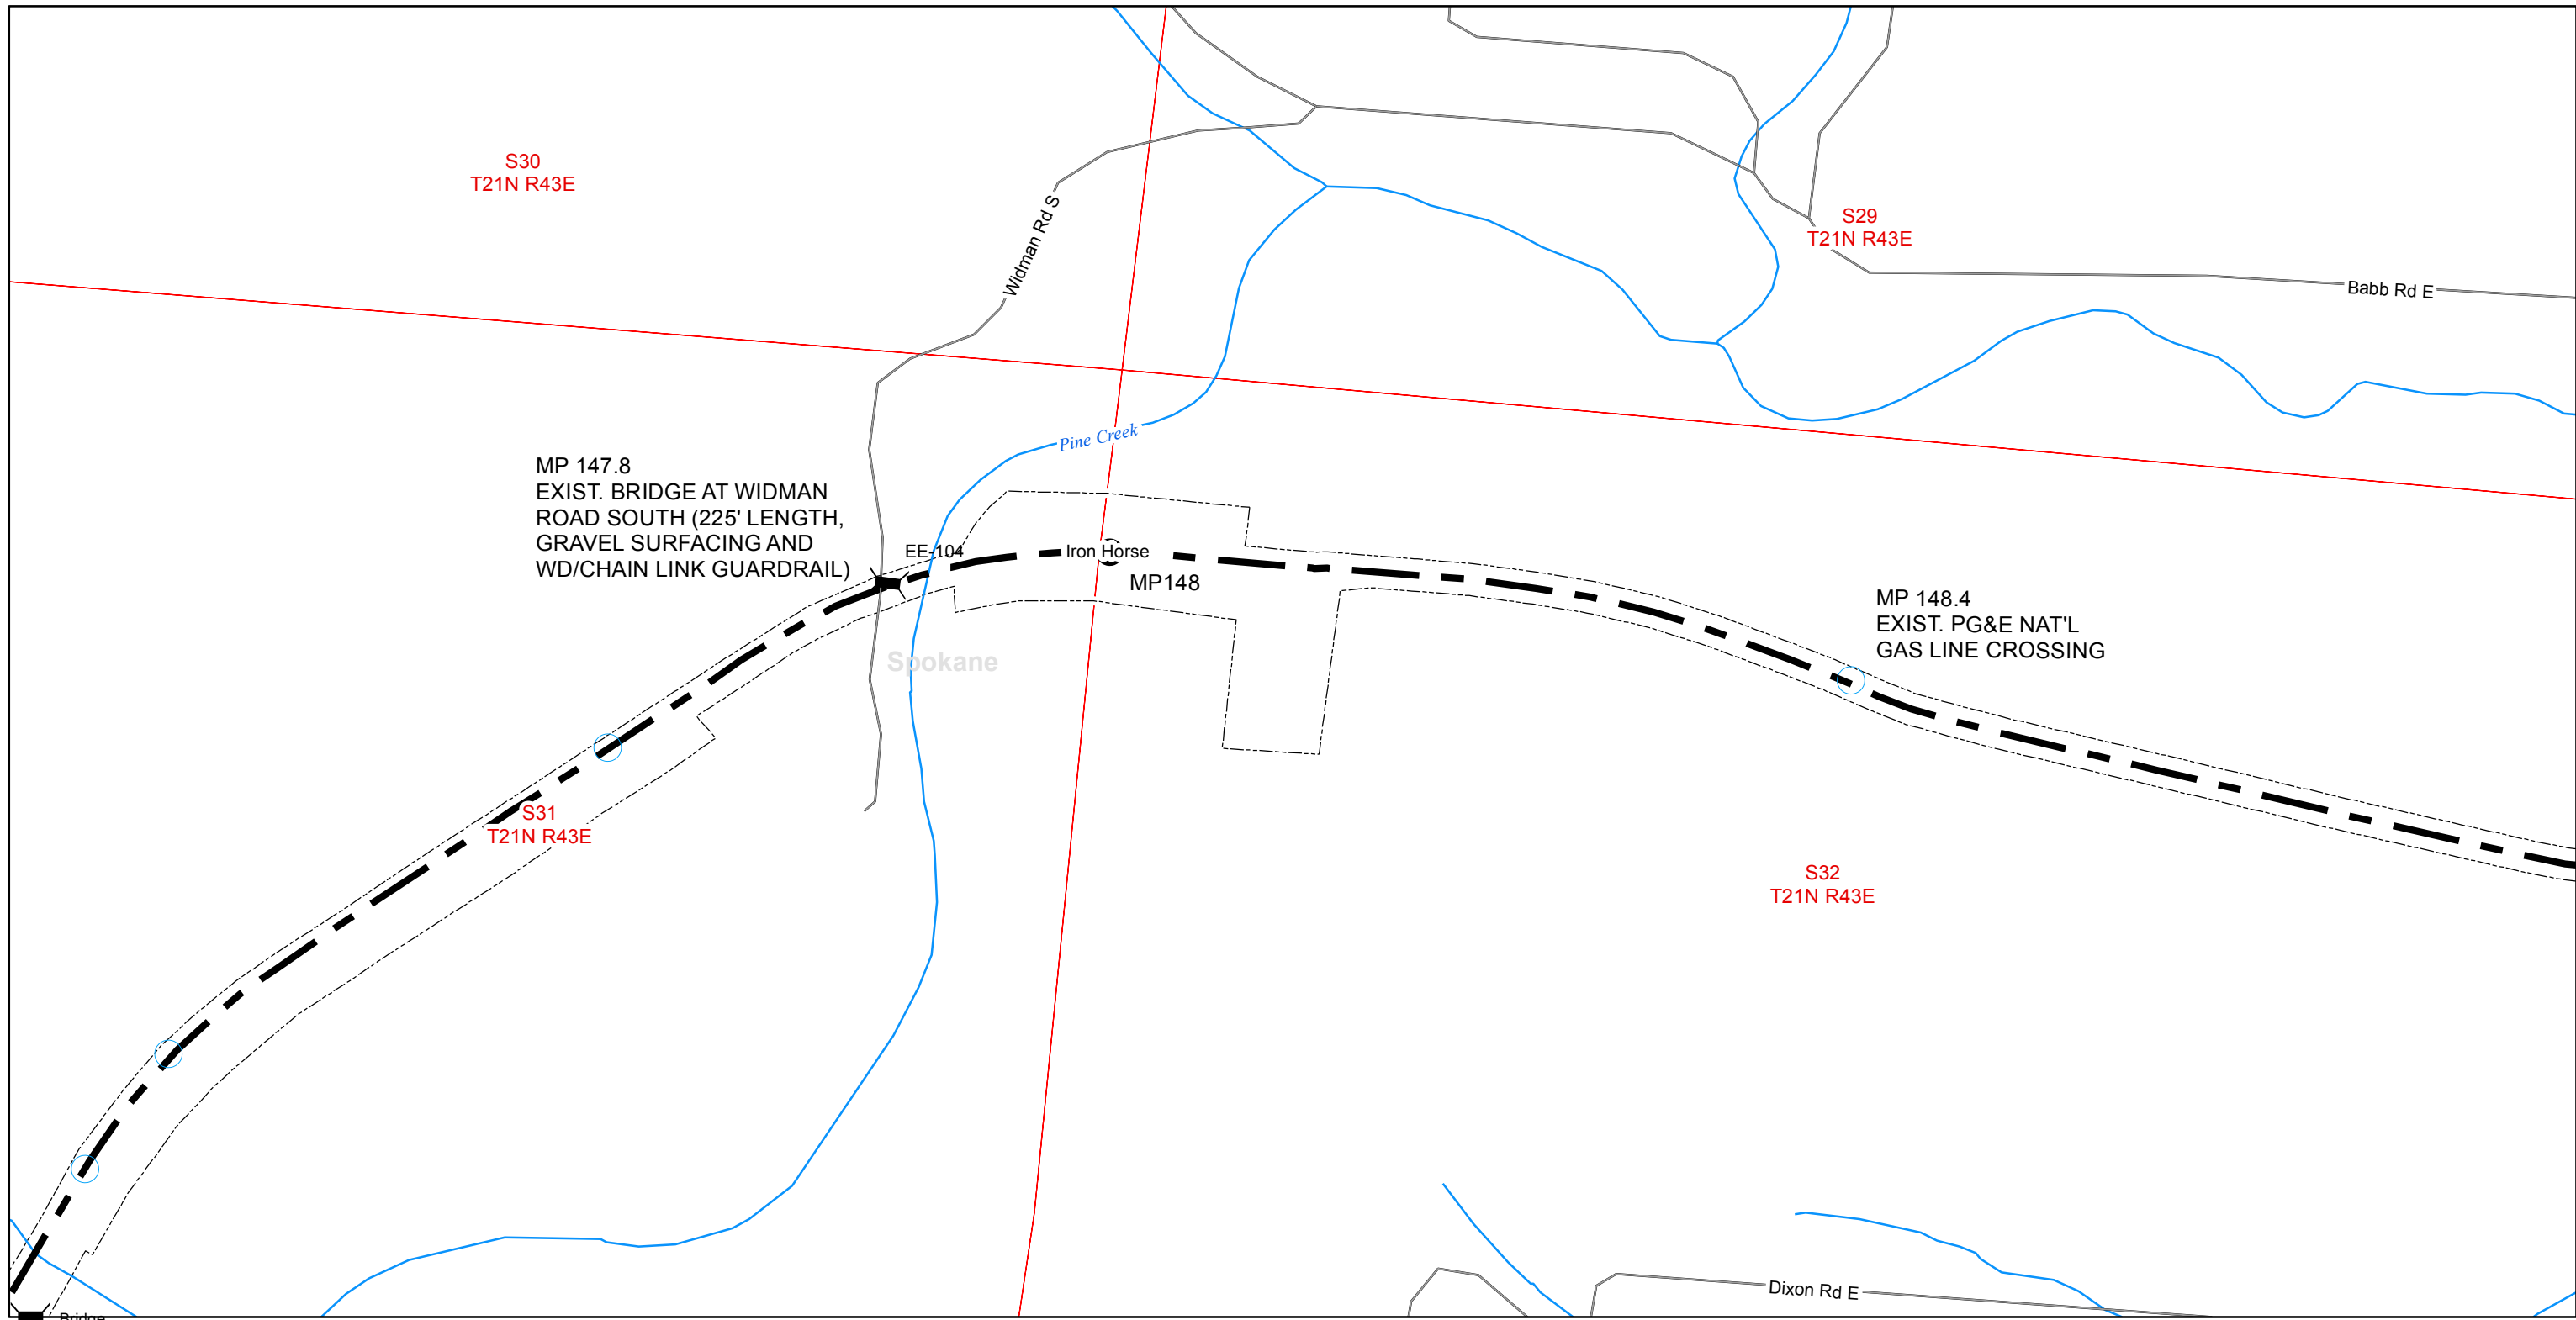 S30
T21N R43E
Widman Rd S
S29
T21N R43E
Babb Rd E
Pine Creek
MP 147.8
EXIST. BRIDGE AT WIDMAN
ROAD SOUTH (225' LENGTH,
GRAVEL SURFACING AND
WD/CHAIN LINK GUARDRAIL)
EE-104
Iron Horse
MP148
MP 148.4
EXIST. PG&E NAT'L
GAS LINE CROSSING
Spokane
S31
T21N R43E
S32
T21N R43E
Dixon Rd E
Bridge